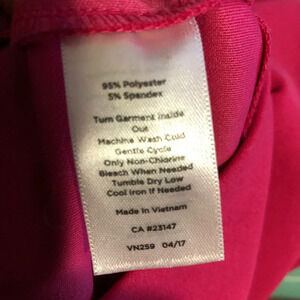 95% Polyester
5% Spandex
Turn Garment Inside
Out
Machine Wash Cold
Gentle Cycle
Only Non-Chlorine
Bleach When Needed
Tumble Dry Low
Cool Iron If Needed
Made in Vietnam
CA #23147
VN259 04/17